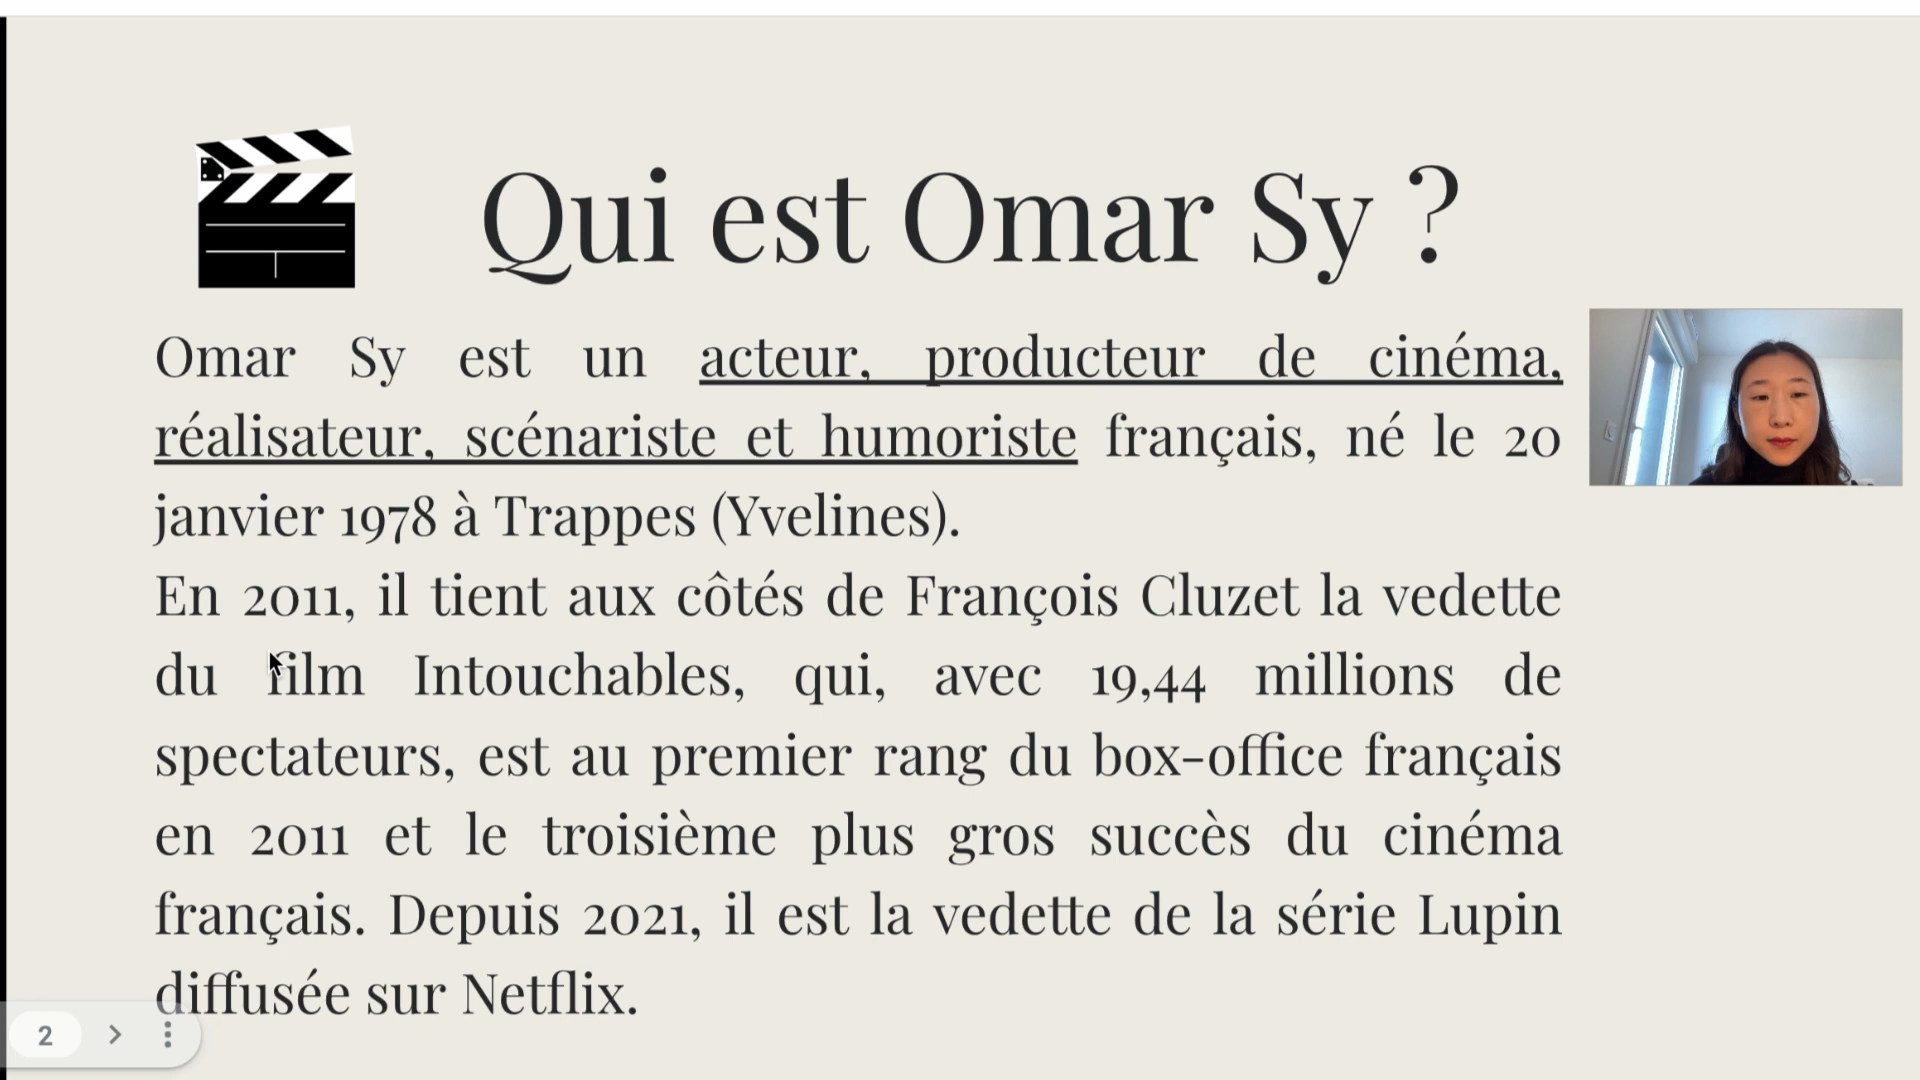 Qui est Omar Sy ?
Omar Sy est un acteur, producteur de cinéma,
réalisateur, scénariste et humoriste français, né le 20
janvier 1978 à Trappes (Yvelines).
En 2011, il tient aux côtés de François Cluzet la vedette
du film Intouchables, qui, avec 19,44 millions de
spectateurs, est au premier rang du box-office français
en 2011 et le troisième plus gros succès du cinéma
français. Depuis 2021, il est la vedette de la série Lupin
diffusée sur Netflix.
2